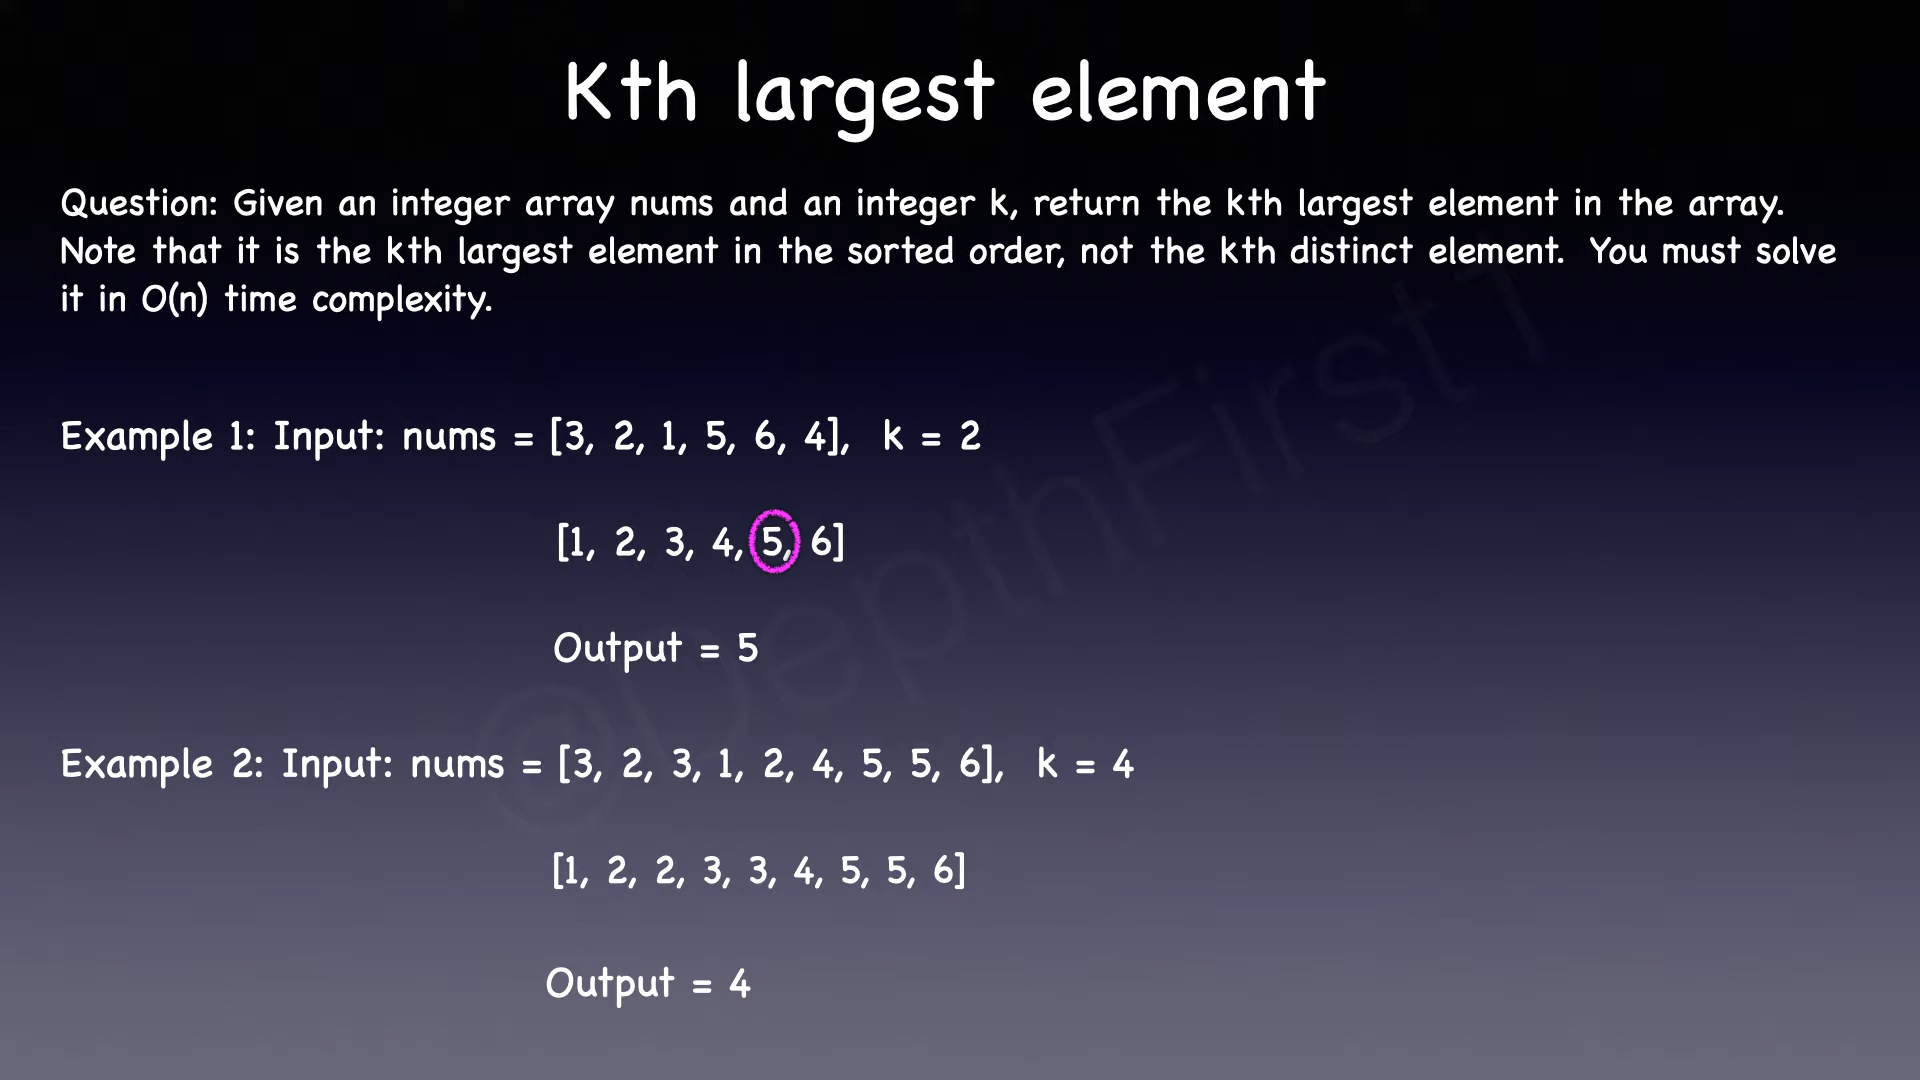 Kth largest element
Question: Given an integer array nums and an integer k, return the kth largest element in the array.
Note that it is the kth largest element in the sorted order, not the kth distinct element. You must solve
it in O(n) time complexity.
Example 1: Input: nums = [3, 2, 1, 5, 6, 4], k = 2
[1, 2, 3, 4, 5, 6]
Output = 5
@DepthFirst1
Example 2: Input: nums = [3, 2, 3, 1, 2, 4, 5, 5, 6], k = 4
[1, 2, 2, 3, 3, 4, 5, 5, 6]
Output = 4